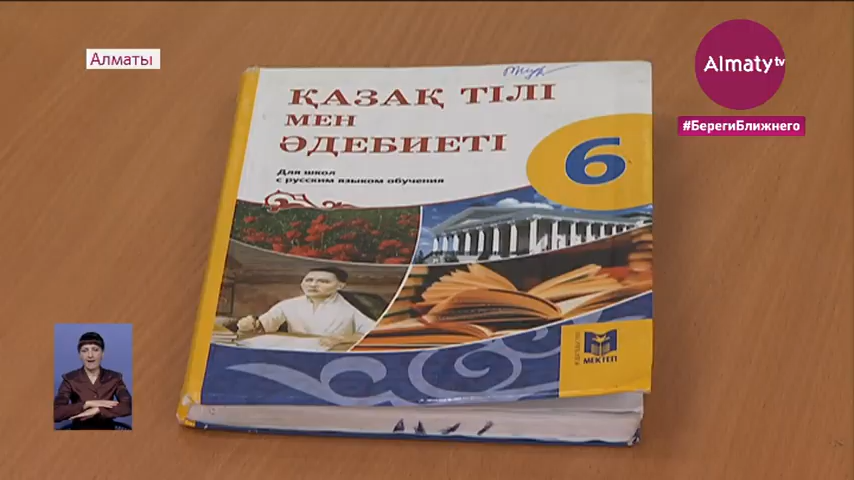 Алматы
Almaty tv
#БерегиБлижнего
ҚАЗАҚ ТІЛІ
МЕН
ӘДЕБИЕТІ
Для школ
с русским языком обучения
6
МЕКТЕП